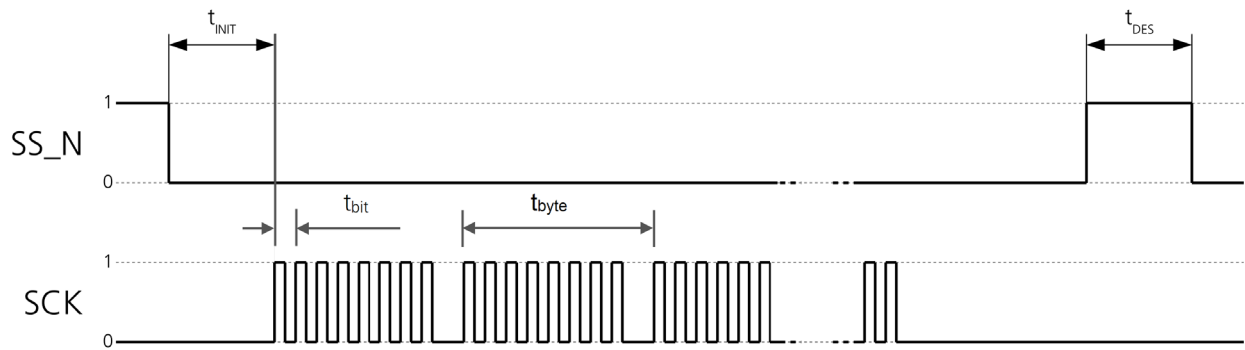 tINIT
tDES
1
SS_N
0
tbit
tbyte
1
SCK
0